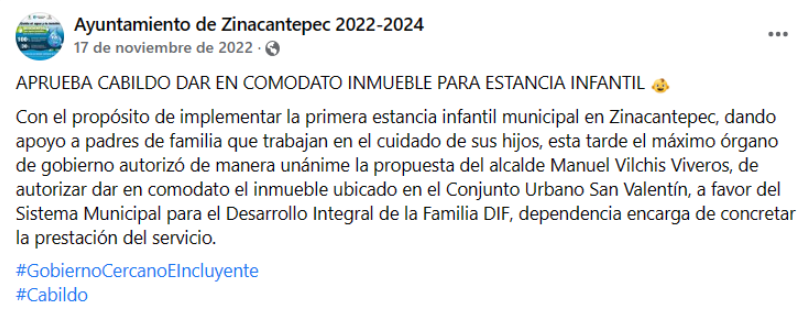 Ayuntamiento de Zinacantepec 2022-2024
17 de noviembre de 2022 ·
APRUEBA CABILDO DAR EN COMODATO INMUEBLE PARA ESTANCIA INFANTIL 👶
Con el propósito de implementar la primera estancia infantil municipal en Zinacantepec, dando
apoyo a padres de familia que trabajan en el cuidado de sus hijos, esta tarde el máximo órgano
de gobierno autorizó de manera unánime la propuesta del alcalde Manuel Vilchis Viveros, de
autorizar dar en comodato el inmueble ubicado en el Conjunto Urbano San Valentín, a favor del
Sistema Municipal para el Desarrollo Integral de la Familia DIF, dependencia encarga de concretar
la prestación del servicio.
#GobiernoCercanoEIncluyente
#Cabildo